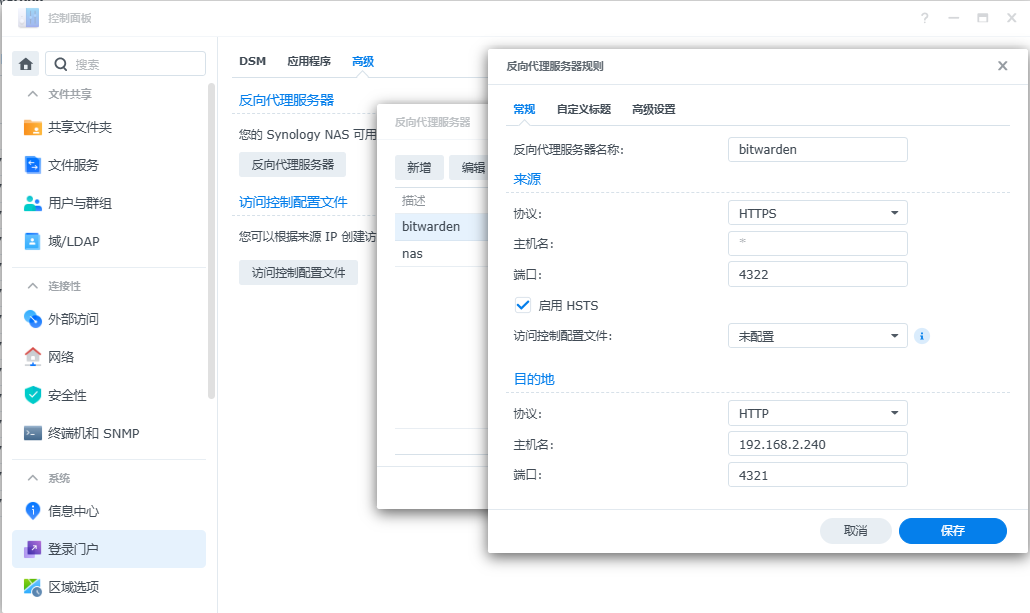 控制面板
搜索
文件共享
共享文件夹
文件服务
用户与群组
域/LDAP
连接性
外部访问
网络
安全性
终端机和 SNMP
系统
信息中心
登录门户
区域选项
DSM 应用程序 高级
反向代理服务器
您的 Synology NAS 可用
反向代理服务器
访问控制配置文件
您可以根据来源 IP 创建访
访问控制配置文件
反向代理服务器
新增 编辑
描述
bitwarden
nas
反向代理服务器规则
常规 自定义标题 高级设置
反向代理服务器名称: bitwarden
来源
协议: HTTPS
主机名: *
端口: 4322
启用 HSTS
访问控制配置文件: 未配置
目的地
协议: HTTP
主机名: 192.168.2.240
端口: 4321
取消 保存